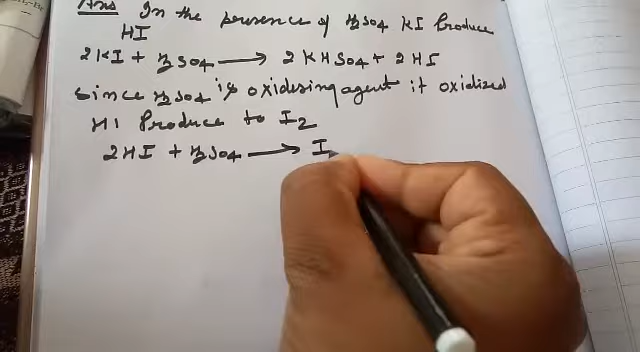 Ans In the presence of H2SO4 KI Produce
HI
2KI + H2SO4 → 2KHSO4 + 2HI
Since H2SO4 is oxidesing agent it oxidized
HI Produce to I2
2HI + H2SO4 → I